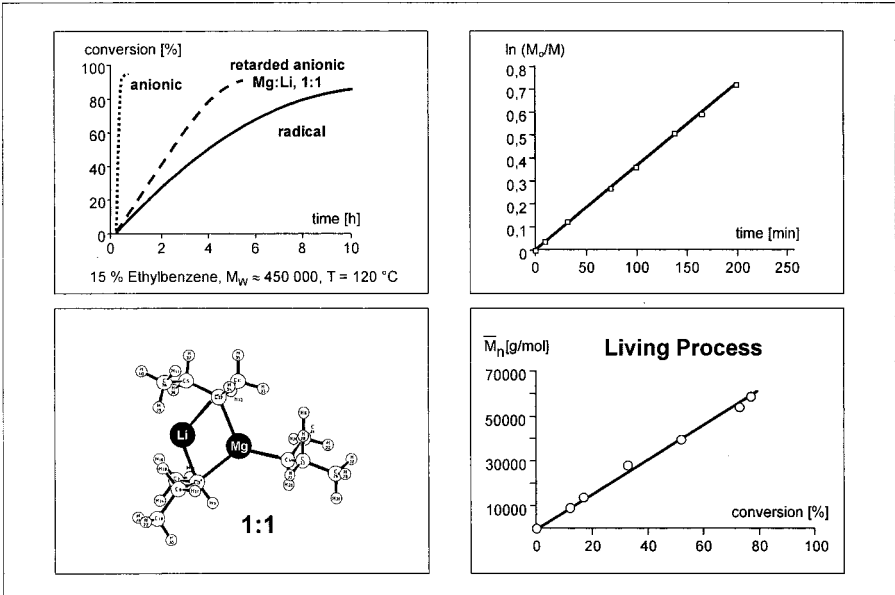 conversion [%]
100
80
60
40
20
0
anionic
retarded anionic
Mg:Li, 1:1
radical
time [h]
0 2 4 6 8 10
15 % Ethylbenzene, M_W ≈ 450 000, T = 120 °C
ln (M₀/M)
0,8
0,7
0,6
0,5
0,4
0,3
0,2
0,1
0
time [min]
0 50 100 150 200 250
Li
Mg
1:1
M̅n[g/mol]
Living Process
70000
50000
30000
10000
conversion [%]
0 20 40 60 80 100